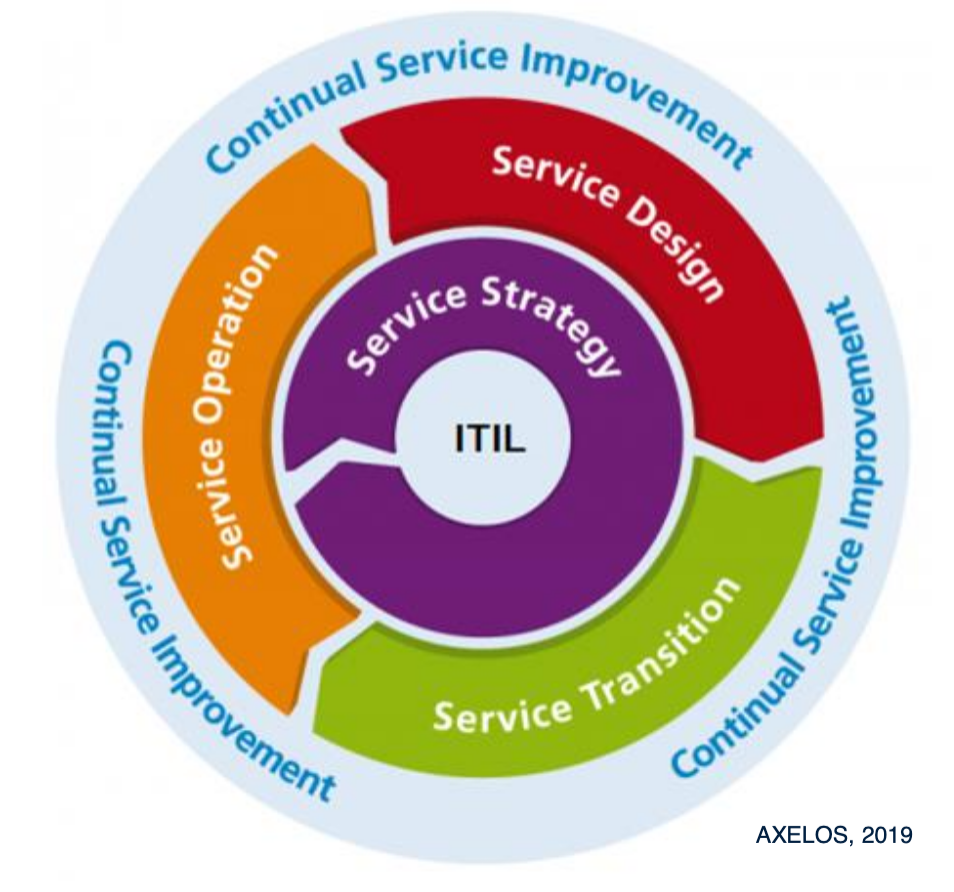 Continual Service Improvement
Service Design
Service Operation
Service Strategy
ITIL
Continual Service Improvement
Continual Service Improvement
Service Transition
AXELOS, 2019